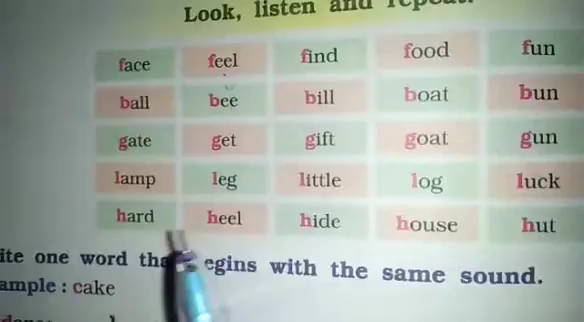 Look, listen and repeat.
face feel find food fun
ball bee bill boat bun
gate get gift goat gun
lamp leg little log luck
hard heel hide house hut
ite one word tha egins with the same sound.
ample : cake